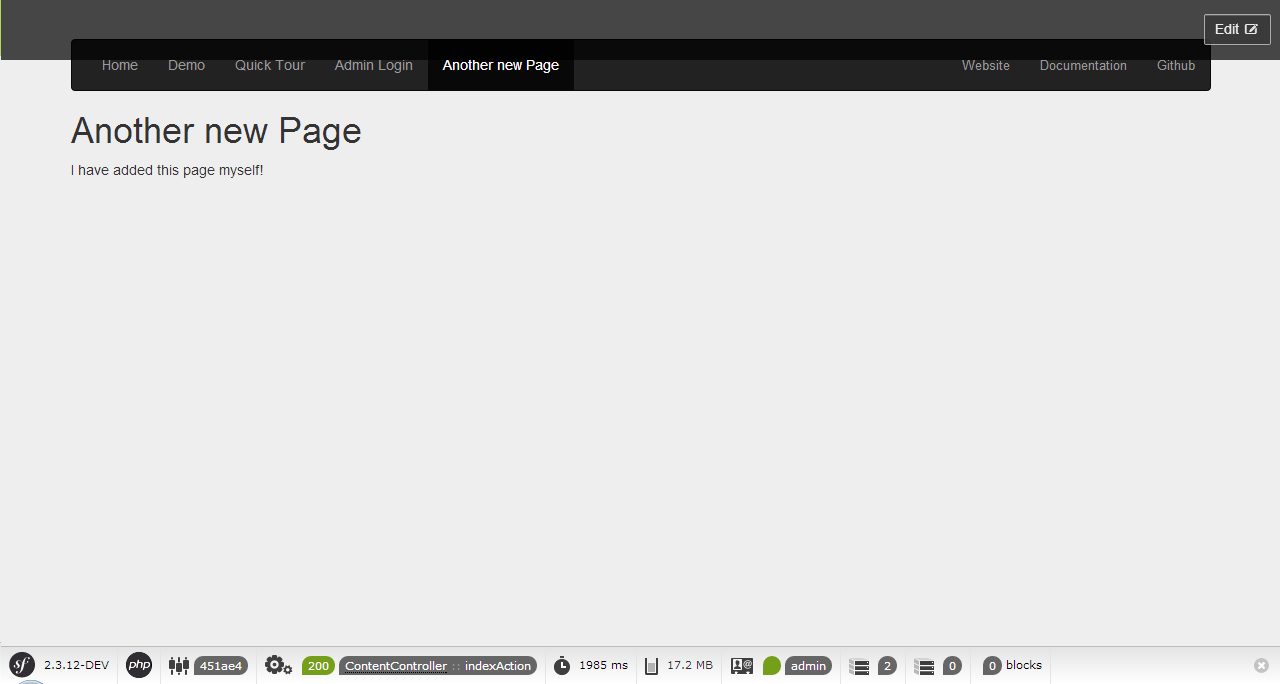 Edit
Home Demo Quick Tour Admin Login Another new Page Website Documentation Github
Another new Page
I have added this page myself!
sf 2.3.12-DEV php 451ae4 200 ContentController :: indexAction 1985 ms 17.2 MB admin 2 0 0 blocks